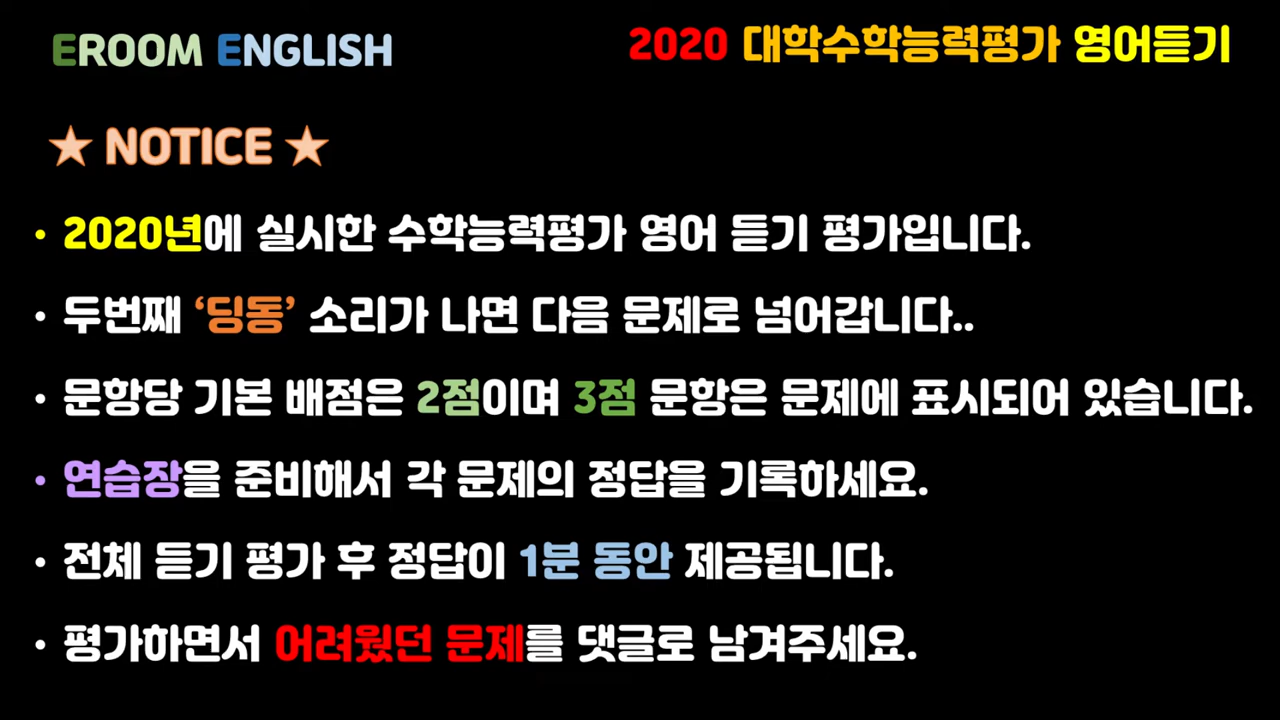 EROOM ENGLISH
2020 대학수학능력평가 영어듣기
★ NOTICE ★
• 2020년에 실시한 수학능력평가 영어 듣기 평가입니다.
• 두번째 ‘딩동’ 소리가 나면 다음 문제로 넘어갑니다..
• 문항당 기본 배점은 2점이며 3점 문항은 문제에 표시되어 있습니다.
• 연습장을 준비해서 각 문제의 정답을 기록하세요.
• 전체 듣기 평가 후 정답이 1분 동안 제공됩니다.
• 평가하면서 어려웠던 문제를 댓글로 남겨주세요.